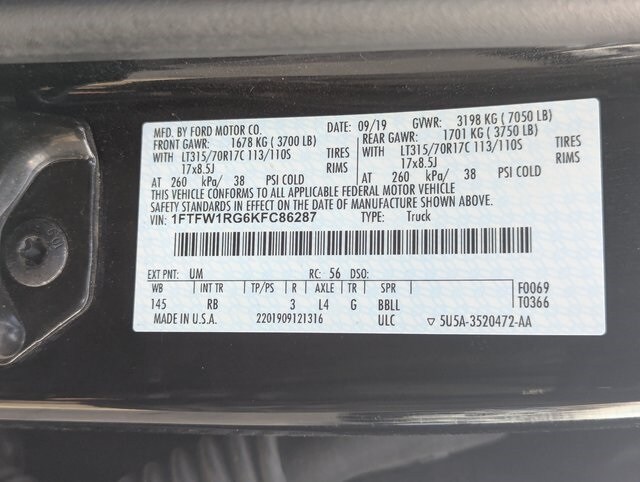 MFD. BY FORD MOTOR CO. DATE: 09/19 GVWR: 3198 KG ( 7050 LB)
FRONT GAWR: 1678 KG ( 3700 LB) REAR GAWR: 1701 KG ( 3750 LB)
WITH LT315/70R17C 113/110S TIRES WITH LT315/70R17C 113/110S TIRES
17x8.5J RIMS 17x8.5J RIMS
AT 260 kPa/ 38 PSI COLD AT 260 kPa/ 38 PSI COLD
THIS VEHICLE CONFORMS TO ALL APPLICABLE FEDERAL MOTOR VEHICLE
SAFETY STANDARDS IN EFFECT ON THE DATE OF MANUFACTURE SHOWN ABOVE.
VIN: 1FTFW1RG6KFC86287 TYPE: Truck
EXT PNT: UM RC: 56 DSO:
WB INT TR TP/PS R AXLE TR SPR F0069
145 RB 3 L4 G BBLL T0366
MADE IN U.S.A. 2201909121316 ULC ▽ 5U5A-3520472-AA